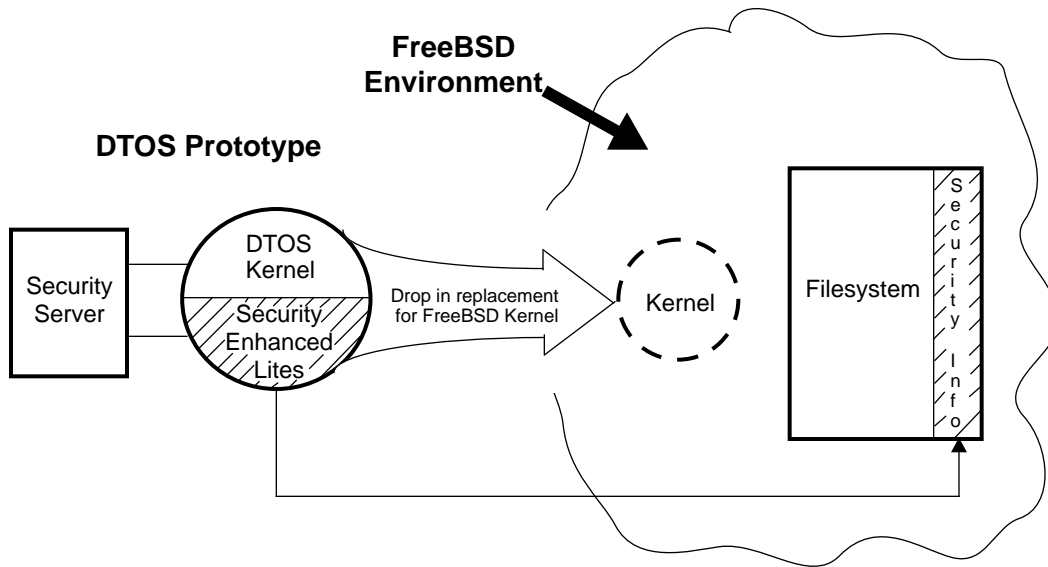 FreeBSD
Environment
DTOS Prototype
Security
Server
DTOS
Kernel
Security
Enhanced
Lites
Drop in replacement
for FreeBSD Kernel
Kernel
Filesystem
Security Info